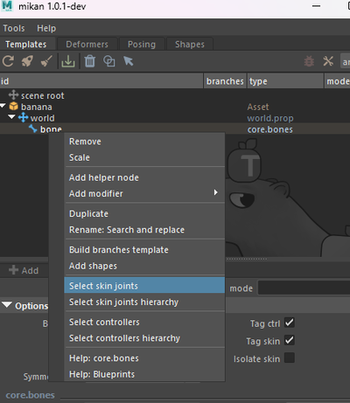 mikan 1.0.1-dev
Tools Help
Templates Deformers Posing Shapes
id branches type mode
scene root
banana Asset
world world.prop
bone core.bones
Remove
Scale
Add helper node
Add modifier
Duplicate
Rename: Search and replace
Build branches template
Add shapes
Select skin joints
Select skin joints hierarchy
Select controllers
Select controllers hierarchy
Help: core.bones
Help: Blueprints
T
Add
mode
Options
Tag ctrl
Tag skin
Isolate skin
core.bones